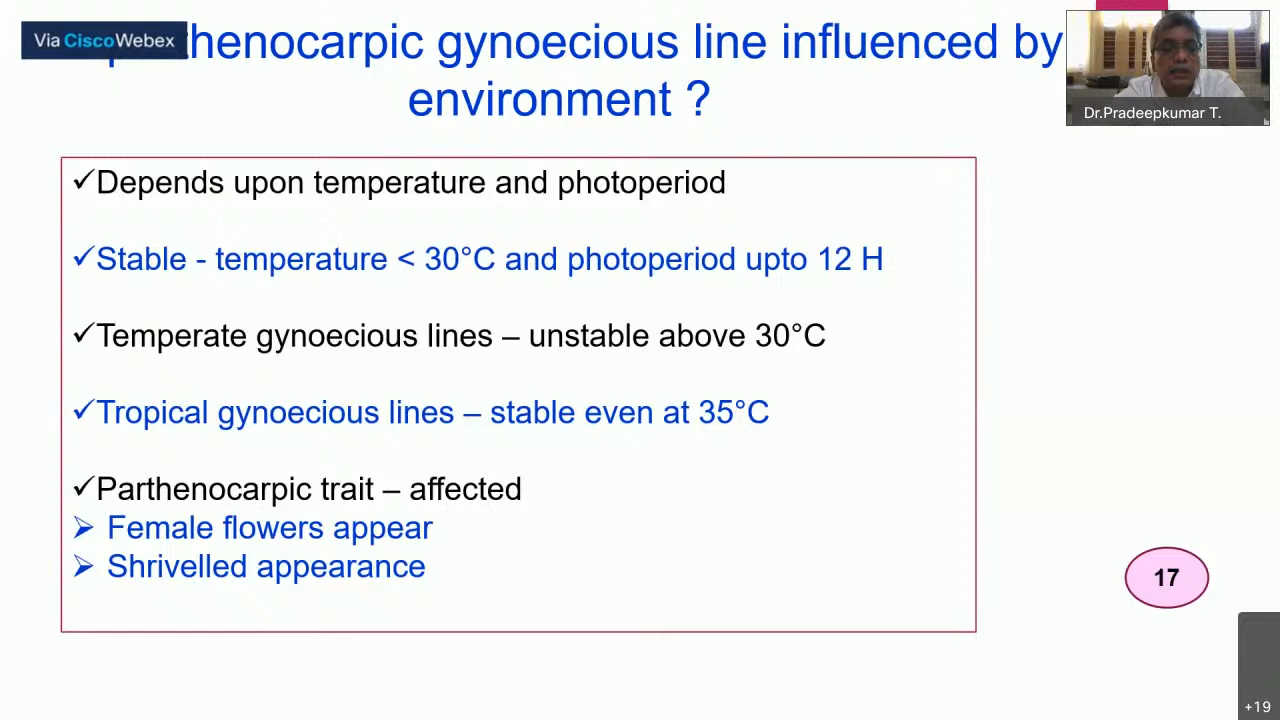 Via Cisco Webex
henocarpic gynoecious line influenced by
environment ?
Dr.Pradeepkumar T.
✓Depends upon temperature and photoperiod
✓Stable - temperature < 30°C and photoperiod upto 12 H
✓Temperate gynoecious lines – unstable above 30°C
✓Tropical gynoecious lines – stable even at 35°C
✓Parthenocarpic trait – affected
➢ Female flowers appear
➢ Shrivelled appearance
17
+19